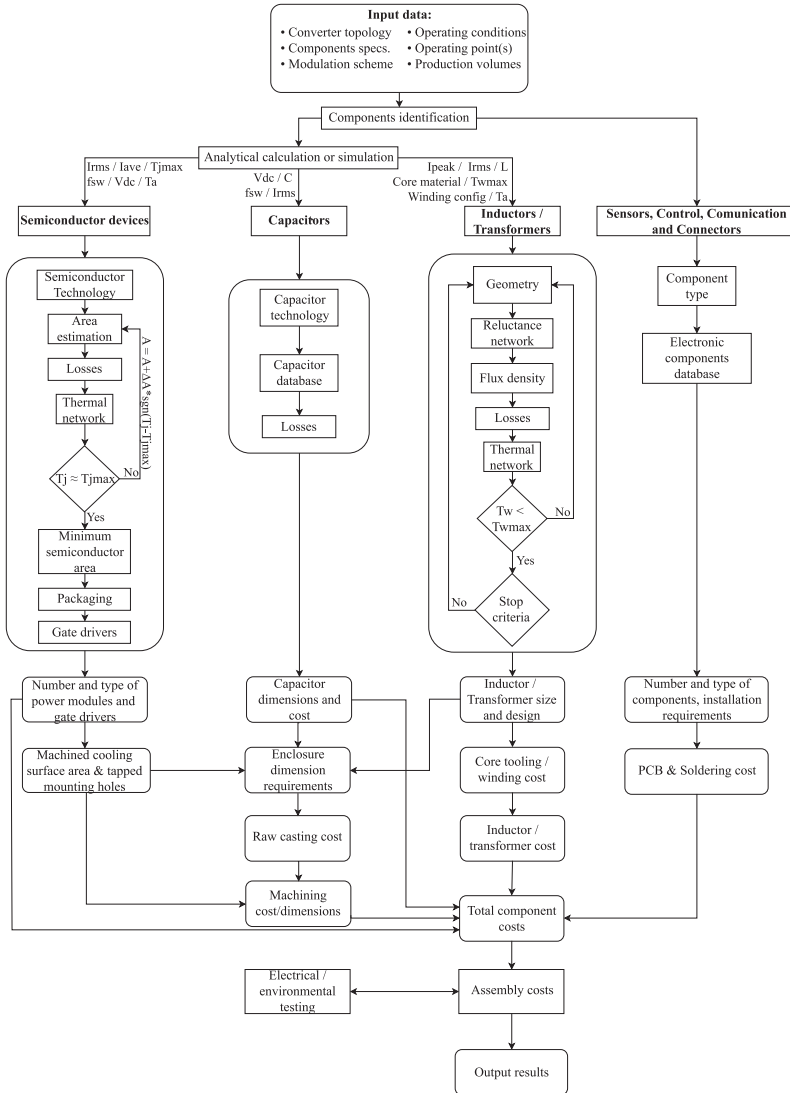 Input data:
• Converter topology
• Components specs.
• Modulation scheme
• Operating conditions
• Operating point(s)
• Production volumes
Components identification
Analytical calculation or simulation
Irms / Iave / Tjmax
fsw / Vdc / Ta
Vdc / C
fsw / Irms
Ipeak / Irms / L
Core material / Twmax
Winding config / Ta
Semiconductor devices
Capacitors
Inductors /
Transformers
Sensors, Control, Comunication
and Connectors
Semiconductor
Technology
Area
estimation
Losses
Thermal
network
Tj ≈ Tjmax
No
A = A+ΔA*sgn(Tj-Tjmax)
Yes
Minimum
semiconductor
area
Packaging
Gate drivers
Capacitor
technology
Capacitor
database
Losses
Geometry
Reluctance
network
Flux density
Losses
Thermal
network
Tw <
Twmax
No
Yes
Stop
criteria
No
Component
type
Electronic
components
database
Number and type of
power modules and
gate drivers
Capacitor
dimensions and
cost
Inductor /
Transformer size
and design
Number and type of
components, installation
requirements
Machined cooling
surface area & tapped
mounting holes
Enclosure
dimension
requirements
Core tooling /
winding cost
PCB & Soldering cost
Raw casting cost
Inductor /
transformer cost
Machining
cost/dimensions
Total component
costs
Electrical /
environmental
testing
Assembly costs
Output results